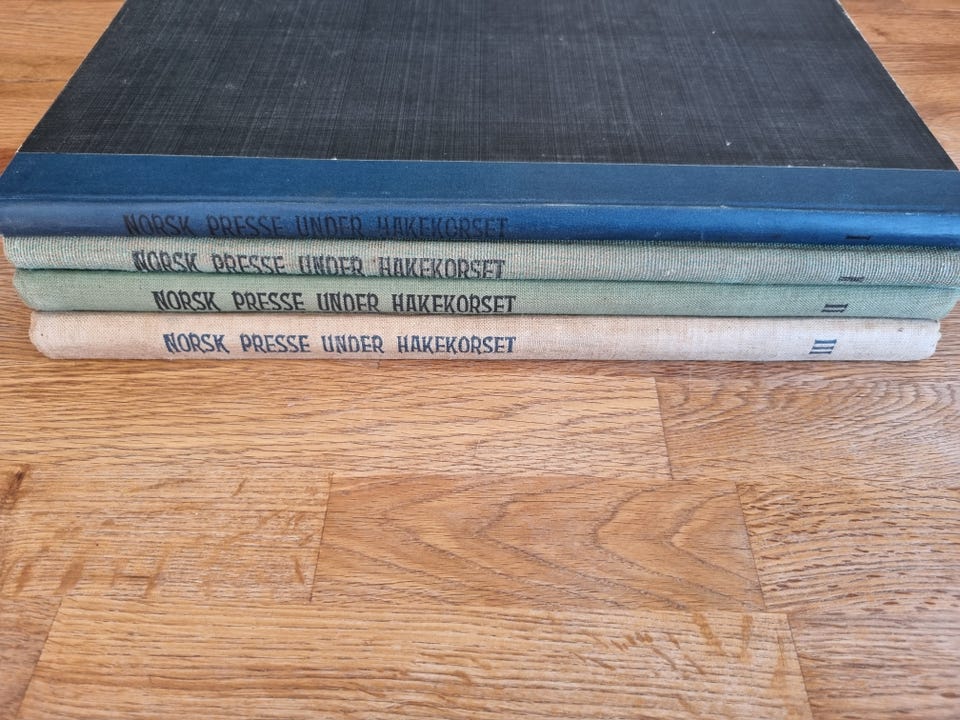 NORSK PRESSE UNDER HAKEKORSET I
NORSK PRESSE UNDER HAKEKORSET
NORSK PRESSE UNDER HAKEKORSET II
NORSK PRESSE UNDER HAKEKORSET III